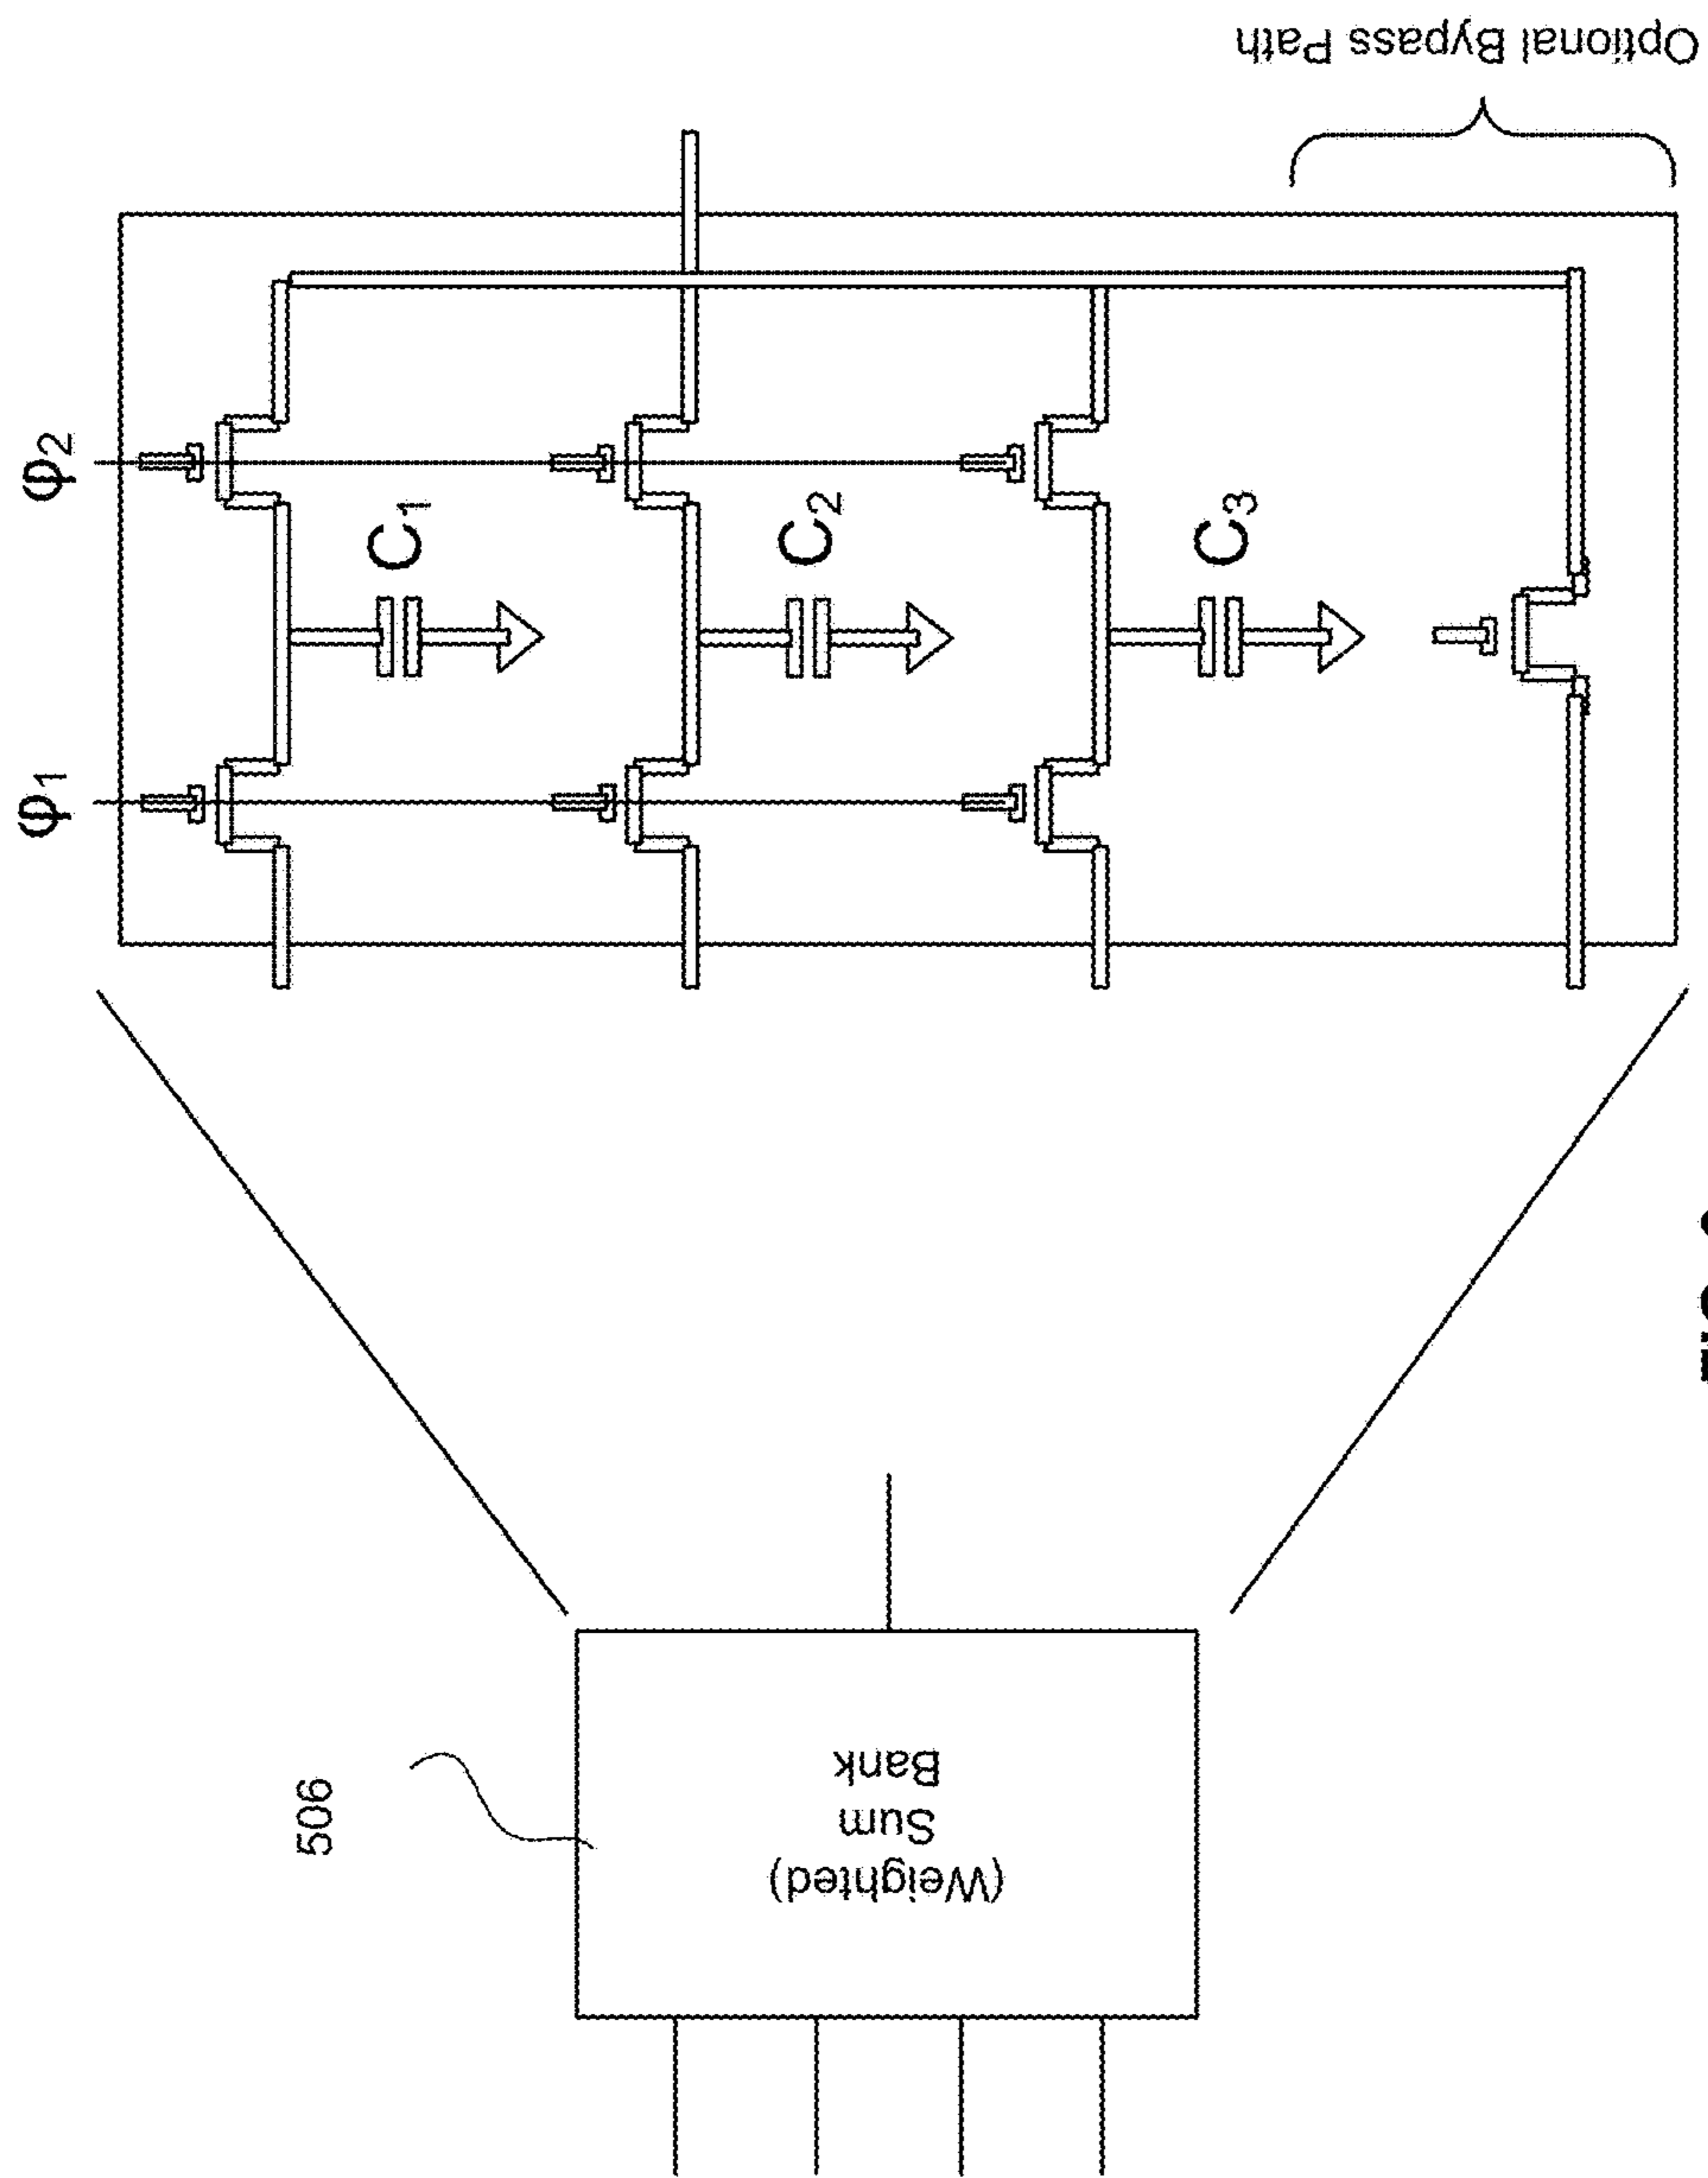 506
(Weighted)
Sum
Bank
φ1
φ2
C1
C2
C3
Optional Bypass Path